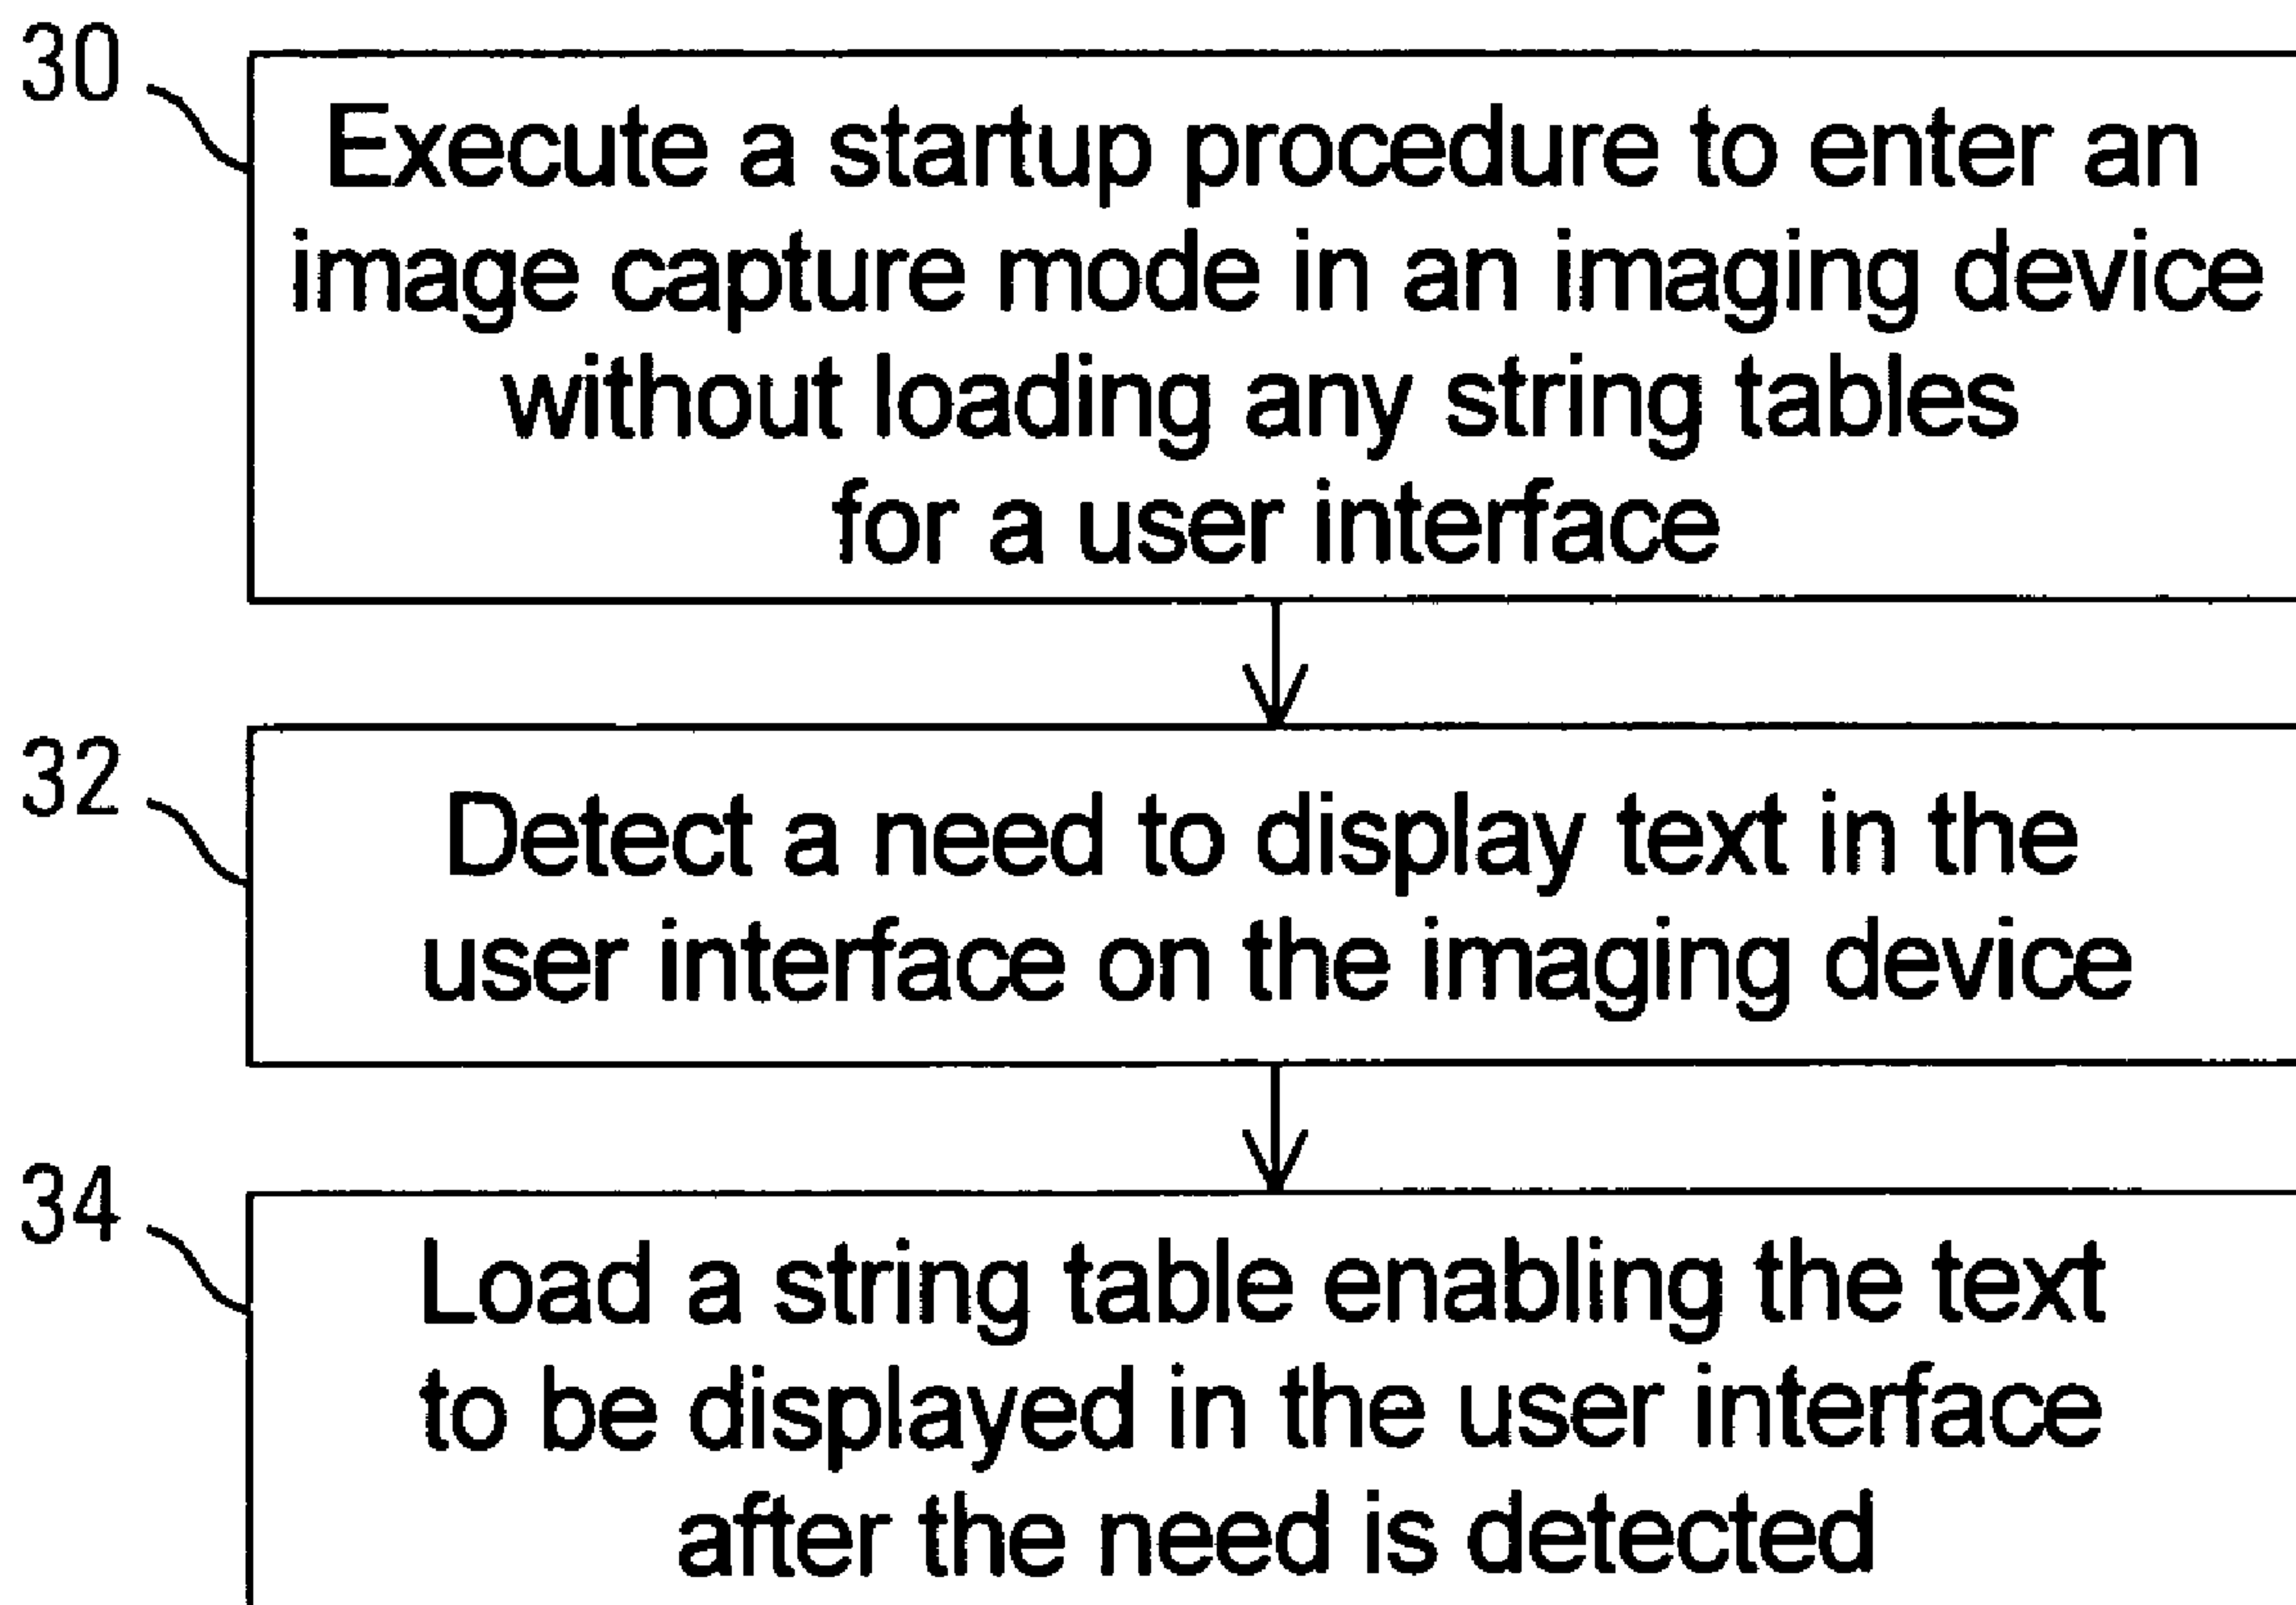 30
Execute a startup procedure to enter an
image capture mode in an imaging device
without loading any string tables
for a user interface
32
Detect a need to display text in the
user interface on the imaging device
34
Load a string table enabling the text
to be displayed in the user interface
after the need is detected